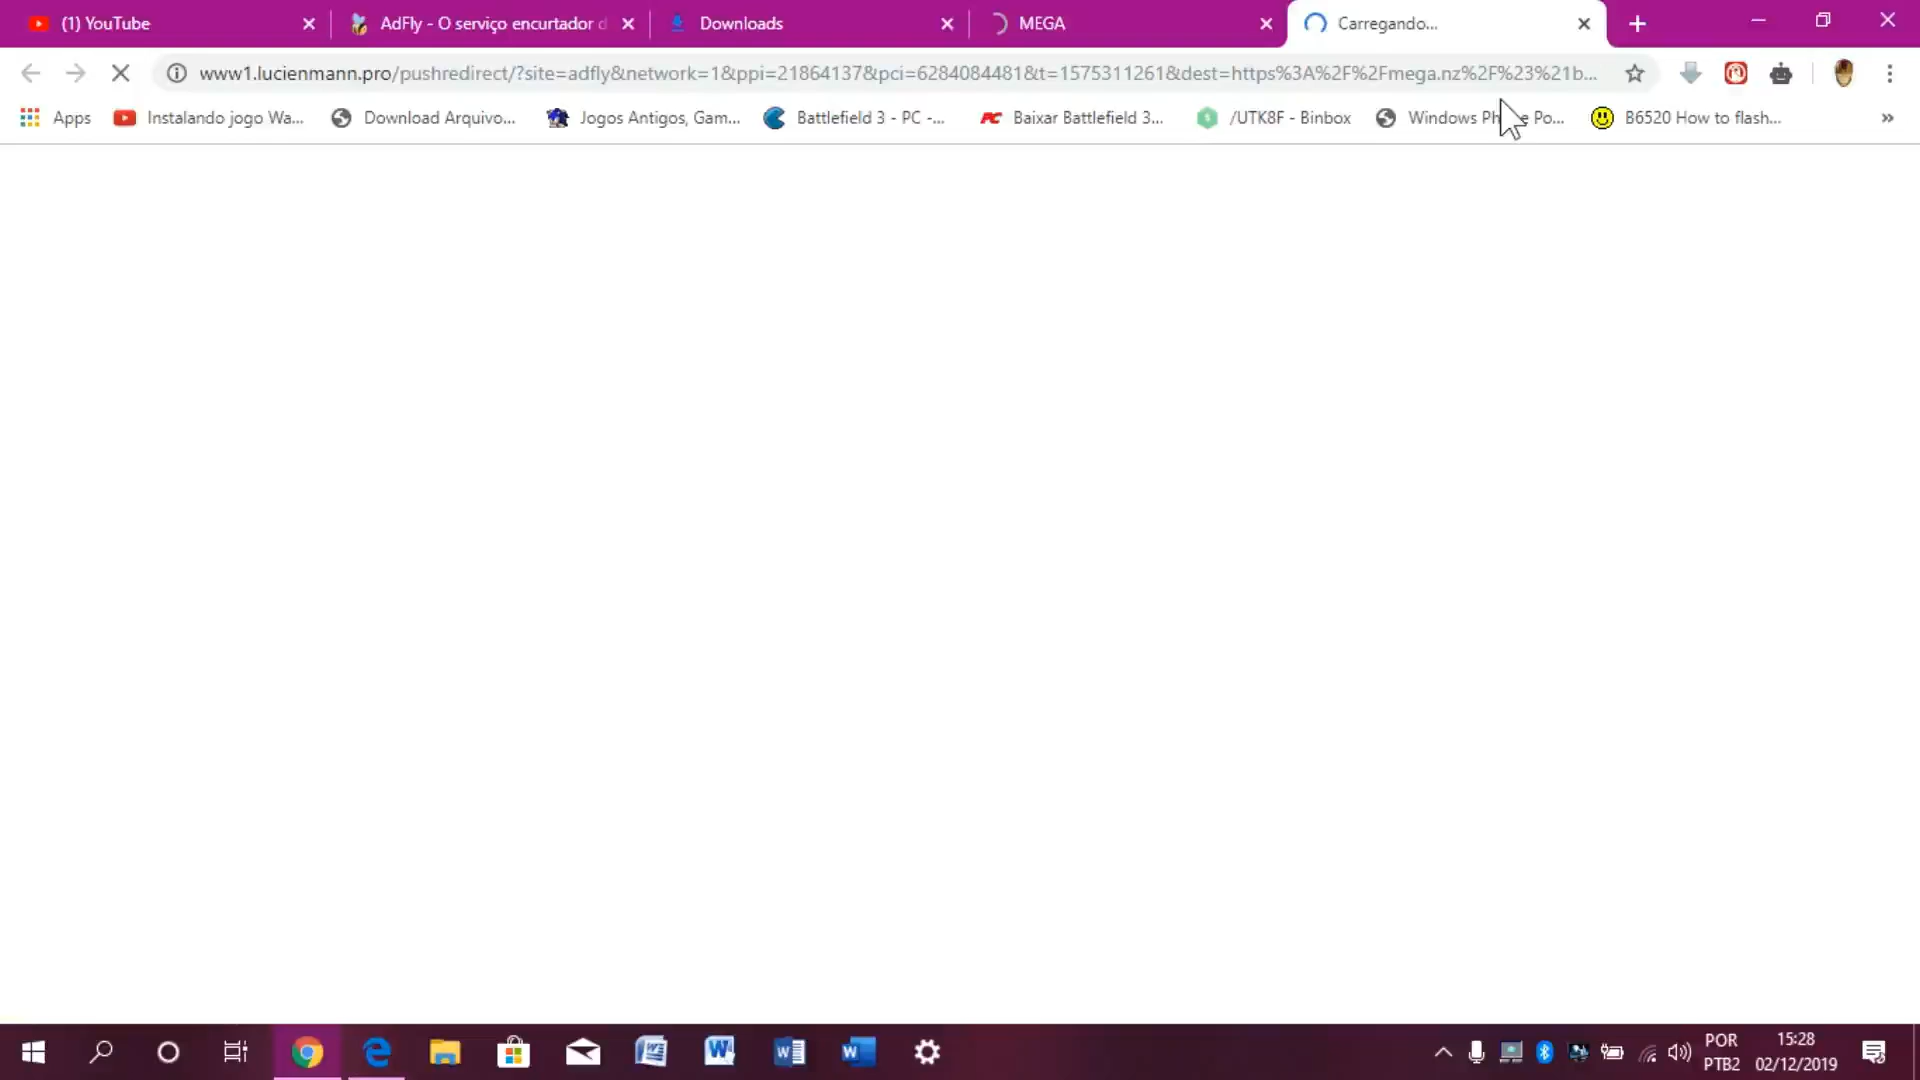 (1) YouTube
AdFly - O serviço encurtador d
Downloads
MEGA
Carregando...
www1.lucienmann.pro/pushredirect/?site=adfly&network=1&ppi=21864137&pci=6284084481&t=1575311261&dest=https%3A%2F%2Fmega.nz%2F%23%21b...
Apps
Instalando jogo Wa...
Download Arquivo...
Jogos Antigos, Gam...
Battlefield 3 - PC -...
Baixar Battlefield 3...
/UTK8F - Binbox
Windows Ph e Po...
B6520 How to flash...
»
POR
15:28
PTB2
02/12/2019